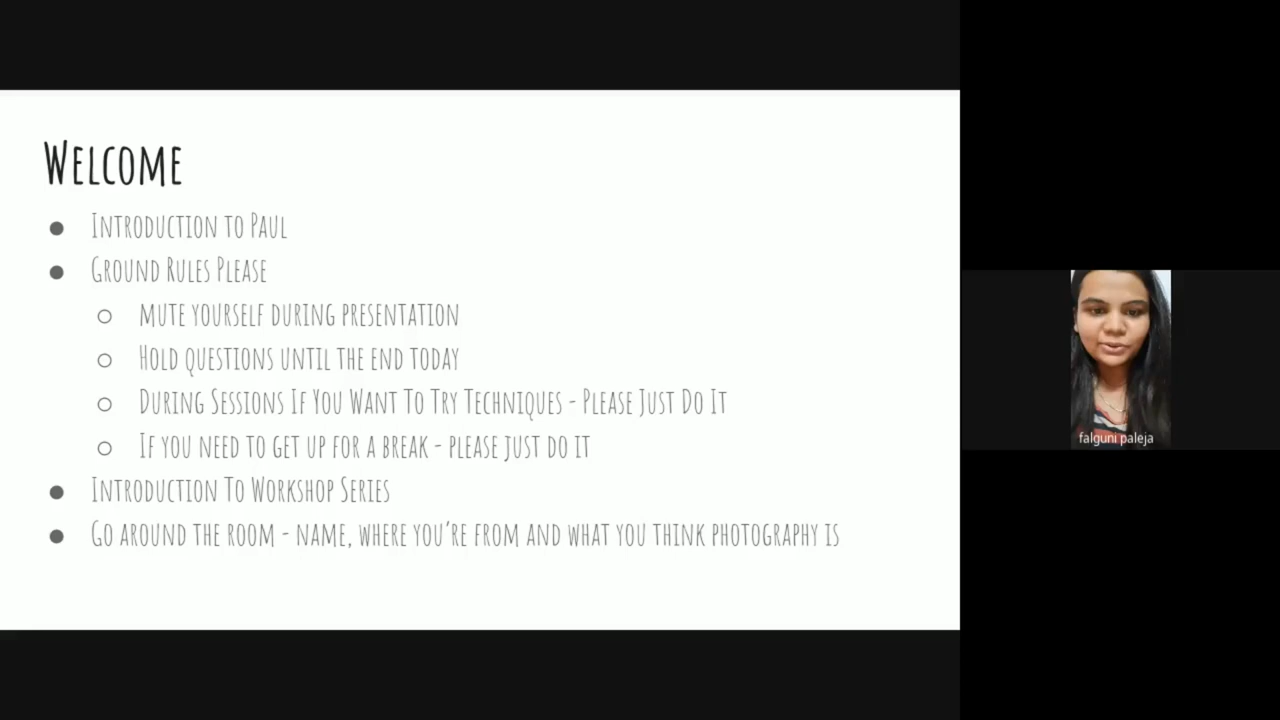 Welcome
Introduction to Paul
Ground Rules Please
mute yourself during presentation
Hold questions until the end today
During Sessions If You Want To Try Techniques - Please Just Do It
If you need to get up for a break - please just do it
Introduction To Workshop Series
Go around the room - name, where you're from and what you think photography is
falguni paleja